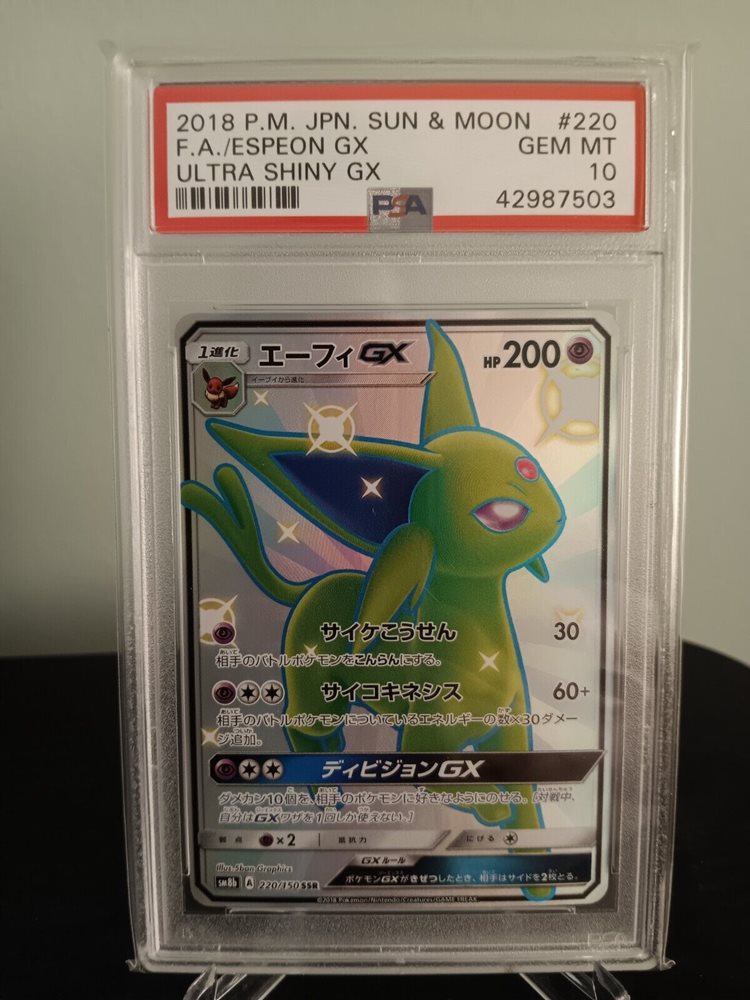 2018 P.M. JPN. SUN & MOON #220
F.A./ESPEON GX GEM MT
ULTRA SHINY GX 10
PSA 42987503
1進化 エーフィGX HP200
イーブイから進化
サイケこうせん 30
相手のバトルポケモンをこんらんにする。
サイコキネシス 60+
相手のバトルポケモンについているエネルギーの数×30ダメー
ジ追加。
ディビジョンGX
ダメカン10個を、相手のポケモンに好きなようにのせる。[対戦中、
自分はGXワザを1回しか使えない。]
弱点 ×2 抵抗力 にげる
Illus. 5ban Graphics GXルール
ポケモンGXがきぜつしたとき、相手はサイドを2枚とる。
SM8b A 220/150 SSR
©2018 Pokémon/Nintendo/Creatures/GAME FREAK